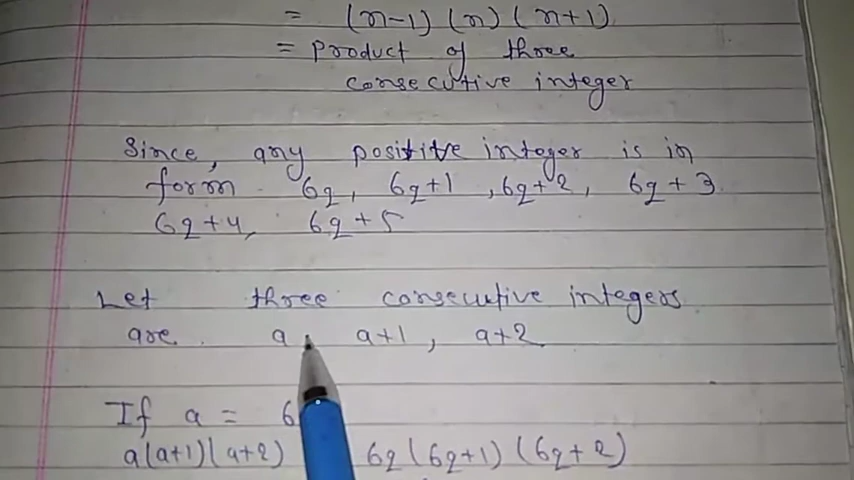 = (n-1) (n) (n+1)
= product of three
consecutive integer
Since, any positive integer is in
form 6q, 6q+1, 6q+2, 6q+3
6q+4, 6q+5
Let three consecutive integers
are a a+1, a+2
If a = 6
a(a+1)(a+2) 6q(6q+1)(6q+2)